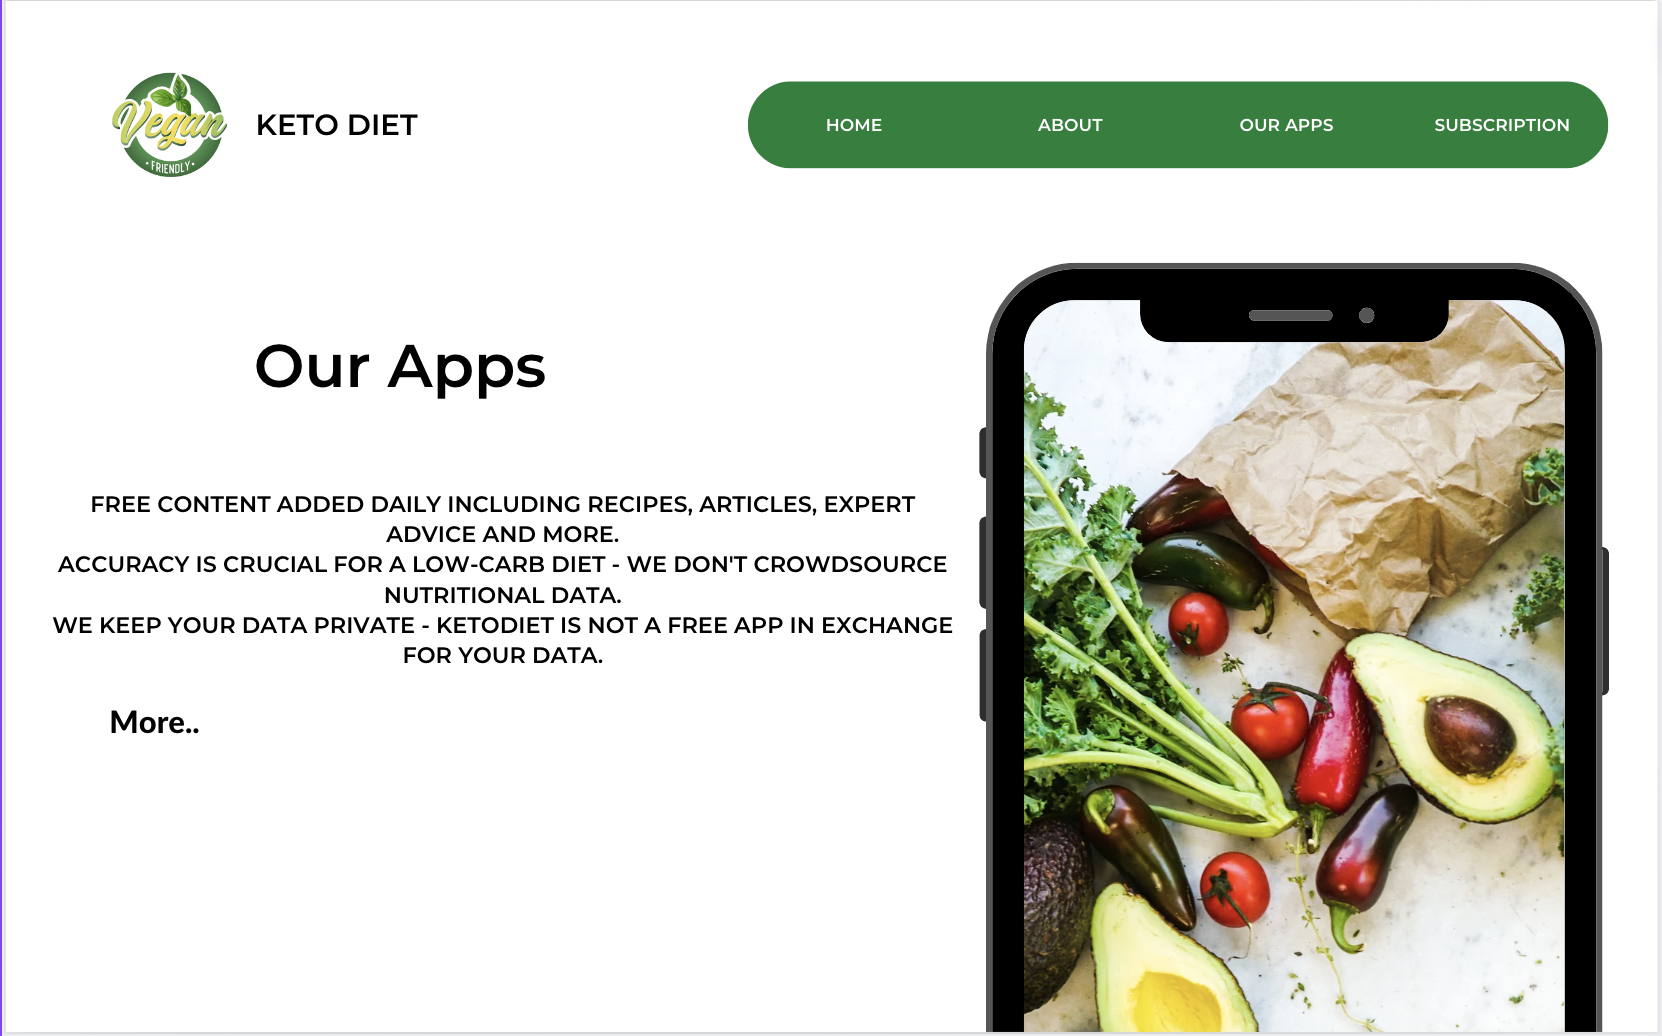 Vegan
• FRIENDLY •
KETO DIET
HOME
ABOUT
OUR APPS
SUBSCRIPTION
Our Apps
FREE CONTENT ADDED DAILY INCLUDING RECIPES, ARTICLES, EXPERT
ADVICE AND MORE.
ACCURACY IS CRUCIAL FOR A LOW-CARB DIET - WE DON'T CROWDSOURCE
NUTRITIONAL DATA.
WE KEEP YOUR DATA PRIVATE - KETODIET IS NOT A FREE APP IN EXCHANGE
FOR YOUR DATA.
More..